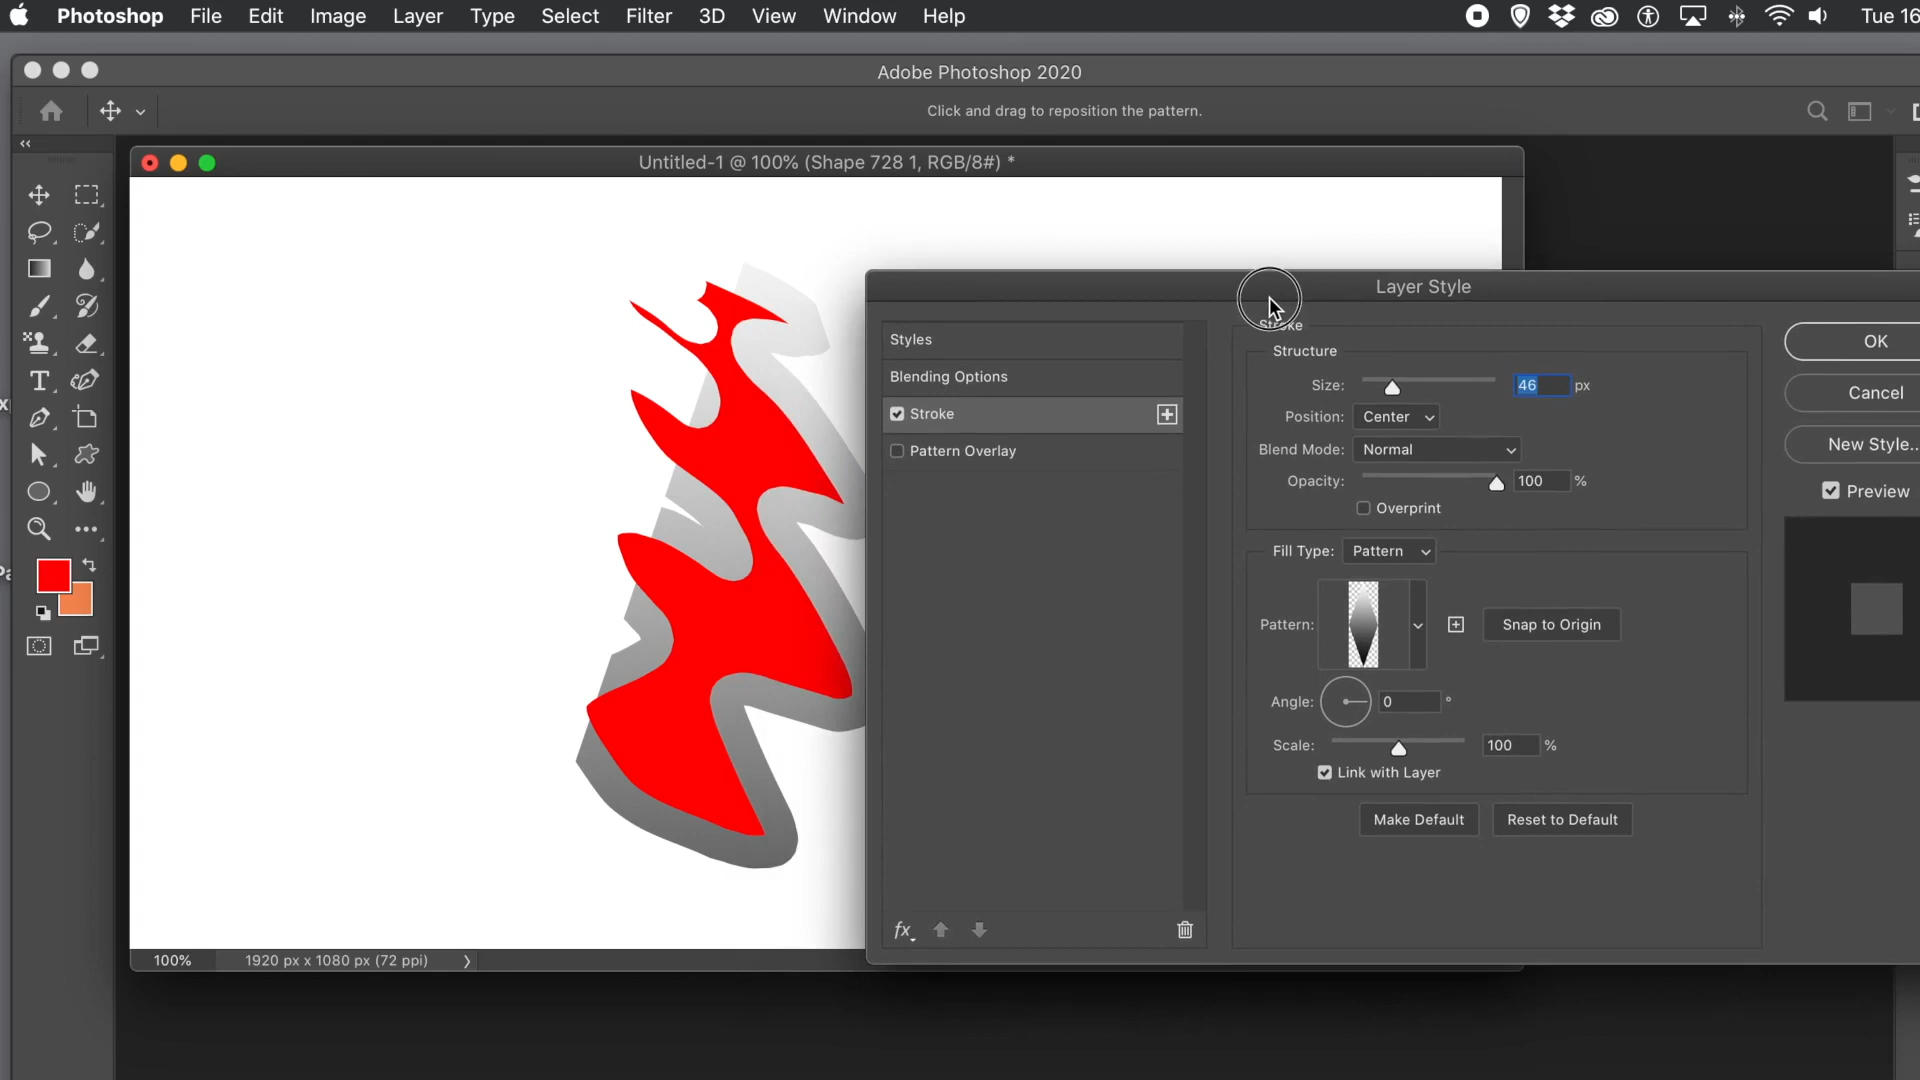 Photoshop File Edit Image Layer Type Select Filter 3D View Window Help Tue 16
Adobe Photoshop 2020
Click and drag to reposition the pattern.
Untitled-1 @ 100% (Shape 728 1, RGB/8#) *
Layer Style
Styles
Blending Options
Stroke
Pattern Overlay
fx
Stroke
Structure
Size: 46 px
Position: Center
Blend Mode: Normal
Opacity: 100 %
Overprint
Fill Type: Pattern
Pattern: Snap to Origin
Angle: 0 °
Scale: 100 %
Link with Layer
Make Default Reset to Default
OK
Cancel
New Style..
Preview
100% 1920 px x 1080 px (72 ppi)